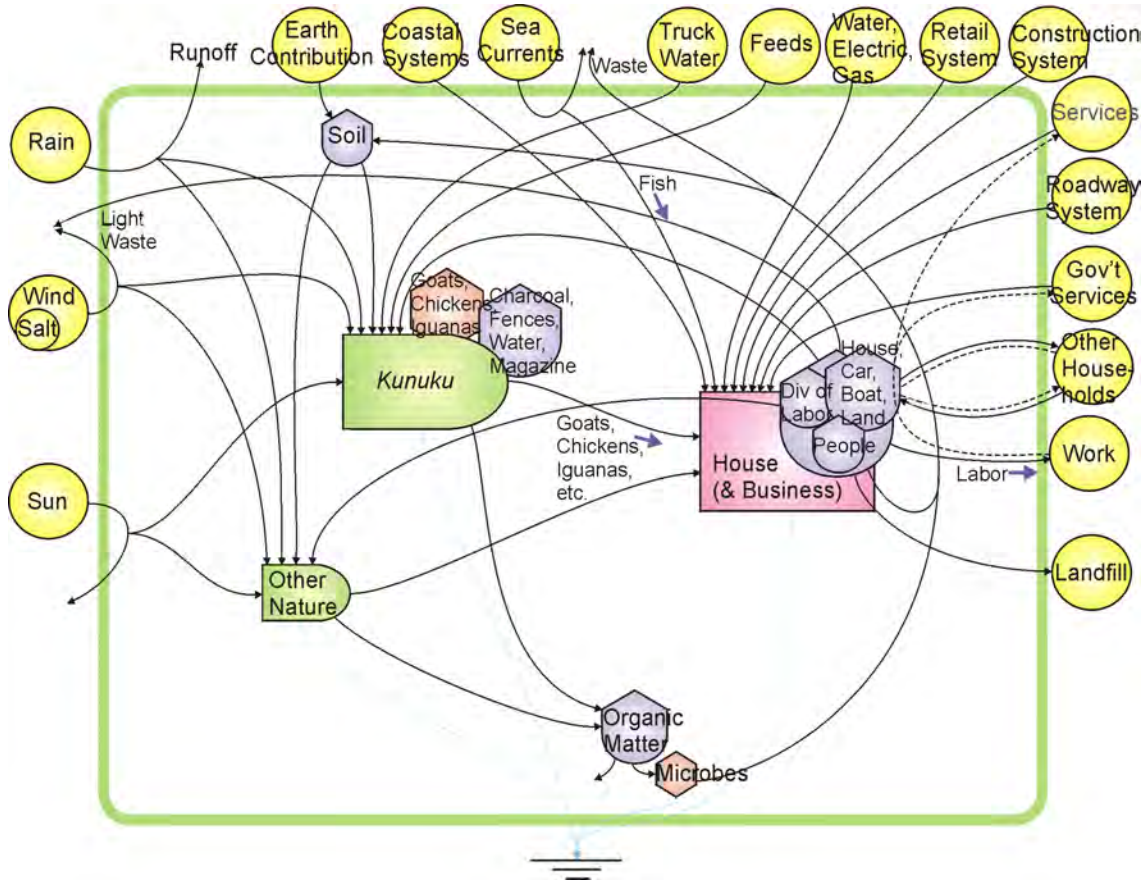 Runoff
Earth
Contribution
Coastal
Systems
Sea
Currents
Waste
Truck
Water
Feeds
Water,
Electric,
Gas
Retail
System
Construction
System
Rain
Soil
Services
Fish
Roadway
System
Light
Waste
Wind
Salt
Goats,
Chickens
Iguanas
Charcoal,
Fences,
Water,
Magazine
Gov't
Services
Kunuku
House
Car,
Boat,
Land
Div of
Labor
People
Other
House-
holds
Goats,
Chickens,
Iguanas,
etc.
House
(& Business)
Labor
Work
Sun
Other
Nature
Landfill
Organic
Matter
Microbes